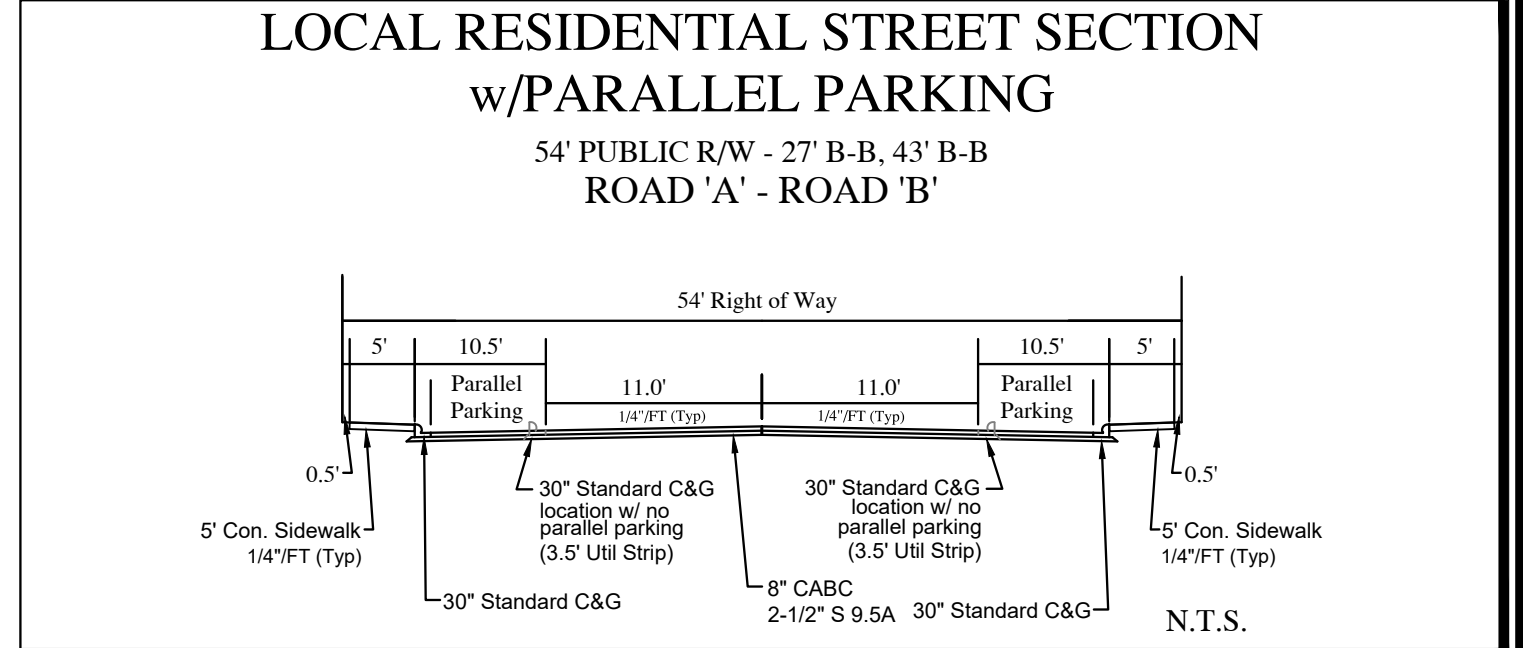 LOCAL RESIDENTIAL STREET SECTION
w/PARALLEL PARKING
54' PUBLIC R/W - 27' B-B, 43' B-B
ROAD 'A' - ROAD 'B'
54' Right of Way
5'
10.5'
10.5'
5'
Parallel
Parking
11.0'
11.0'
Parallel
Parking
1/4"/FT (Typ)
1/4"/FT (Typ)
0.5'
0.5'
30" Standard C&G
location w/ no
parallel parking
(3.5' Util Strip)
30" Standard C&G
location w/ no
parallel parking
(3.5' Util Strip)
5' Con. Sidewalk
1/4"/FT (Typ)
5' Con. Sidewalk
1/4"/FT (Typ)
30" Standard C&G
8" CABC
2-1/2" S 9.5A
30" Standard C&G
N.T.S.